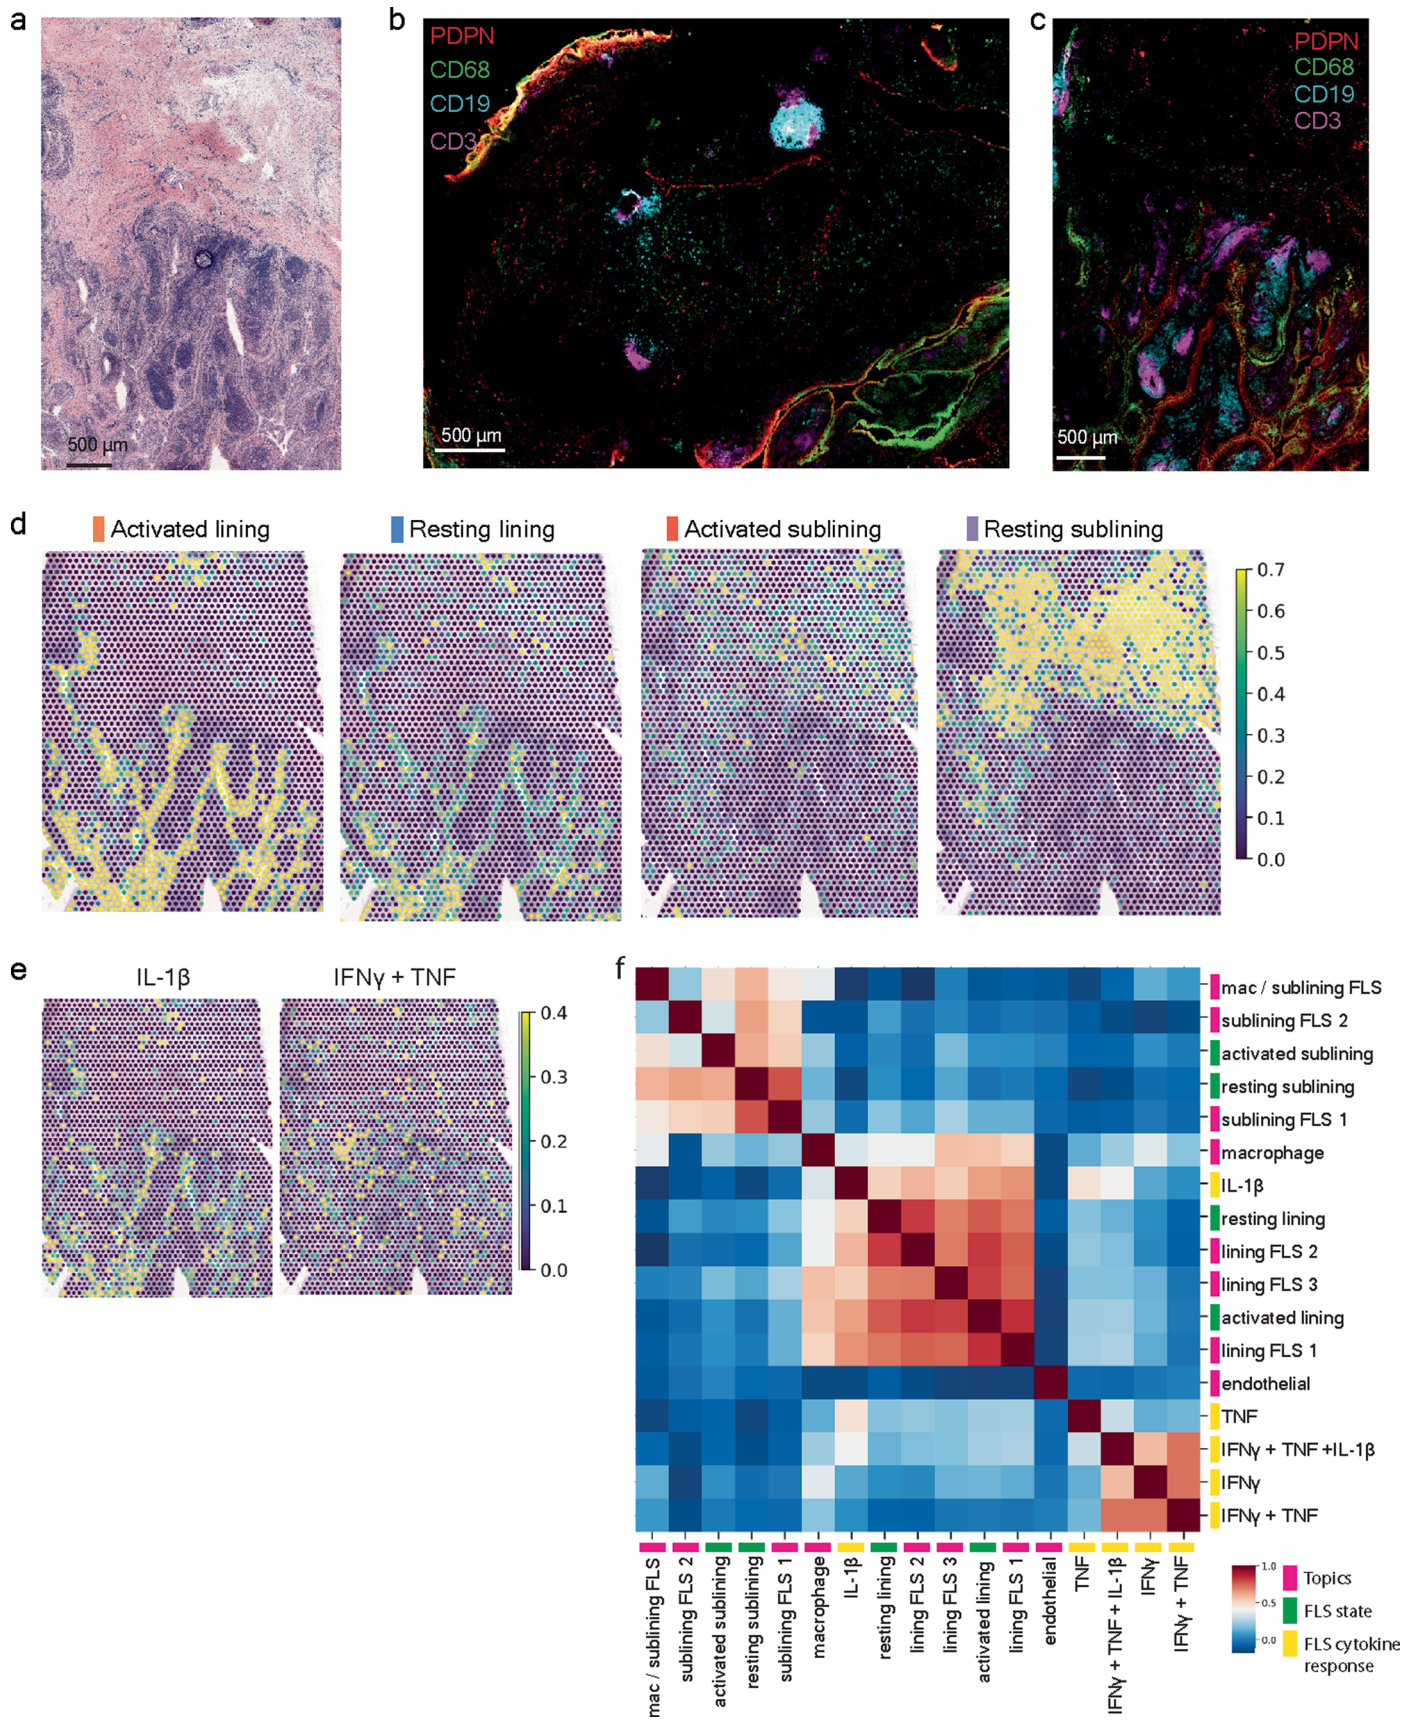 a
500 µm
b
PDPN
CD68
CD19
CD3
500 µm
c
PDPN
CD68
CD19
CD3
500 µm
d
Activated lining
Resting lining
Activated sublining
Resting sublining
0.7
0.6
0.5
0.4
0.3
0.2
0.1
0.0
e
IL-1β
IFNγ + TNF
0.4
0.3
0.2
0.1
0.0
f
mac / sublining FLS
sublining FLS 2
activated sublining
resting sublining
sublining FLS 1
macrophage
IL-1β
resting lining
lining FLS 2
lining FLS 3
activated lining
lining FLS 1
endothelial
TNF
IFNγ + TNF +IL-1β
IFNγ
IFNγ + TNF
mac / sublining FLS
sublining FLS 2
activated sublining
resting sublining
sublining FLS 1
macrophage
IL-1β
resting lining
lining FLS 2
lining FLS 3
activated lining
lining FLS 1
endothelial
TNF
IFNγ + TNF + IL-1β
IFNγ
IFNγ + TNF
1.0
0.5
0.0
Topics
FLS state
FLS cytokine
response